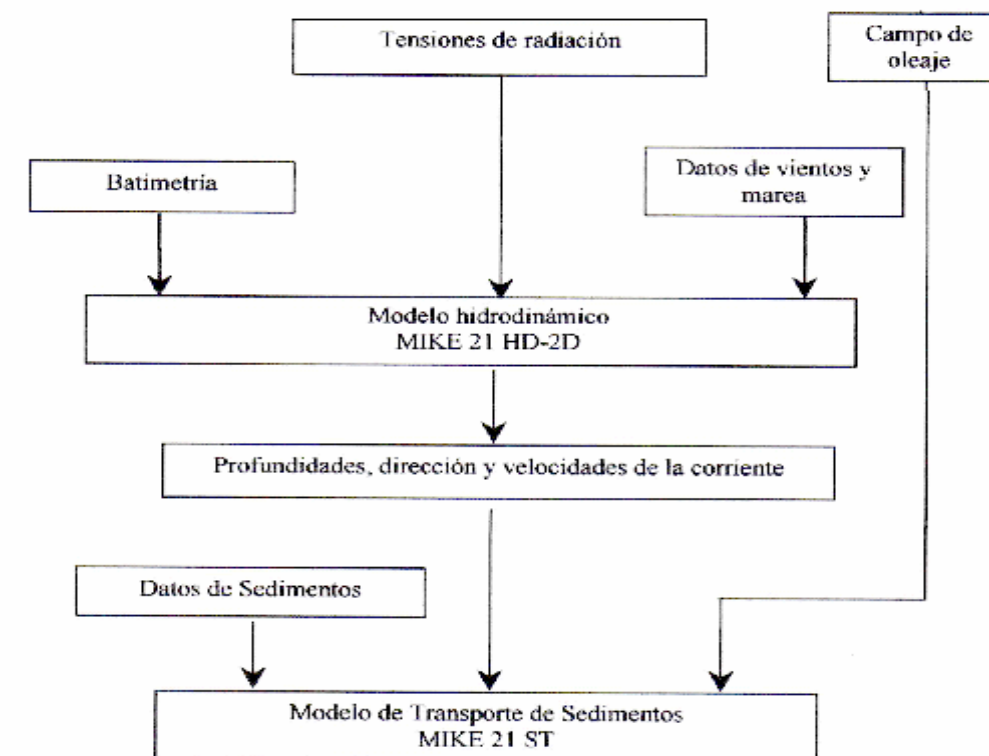 Tensiones de radiación
Campo de
oleaje
Batimetría
Datos de vientos y
marea
Modelo hidrodinámico
MIKE 21 HD-2D
Profundidades, dirección y velocidades de la corriente
Datos de Sedimentos
Modelo de Transporte de Sedimentos
MIKE 21 ST